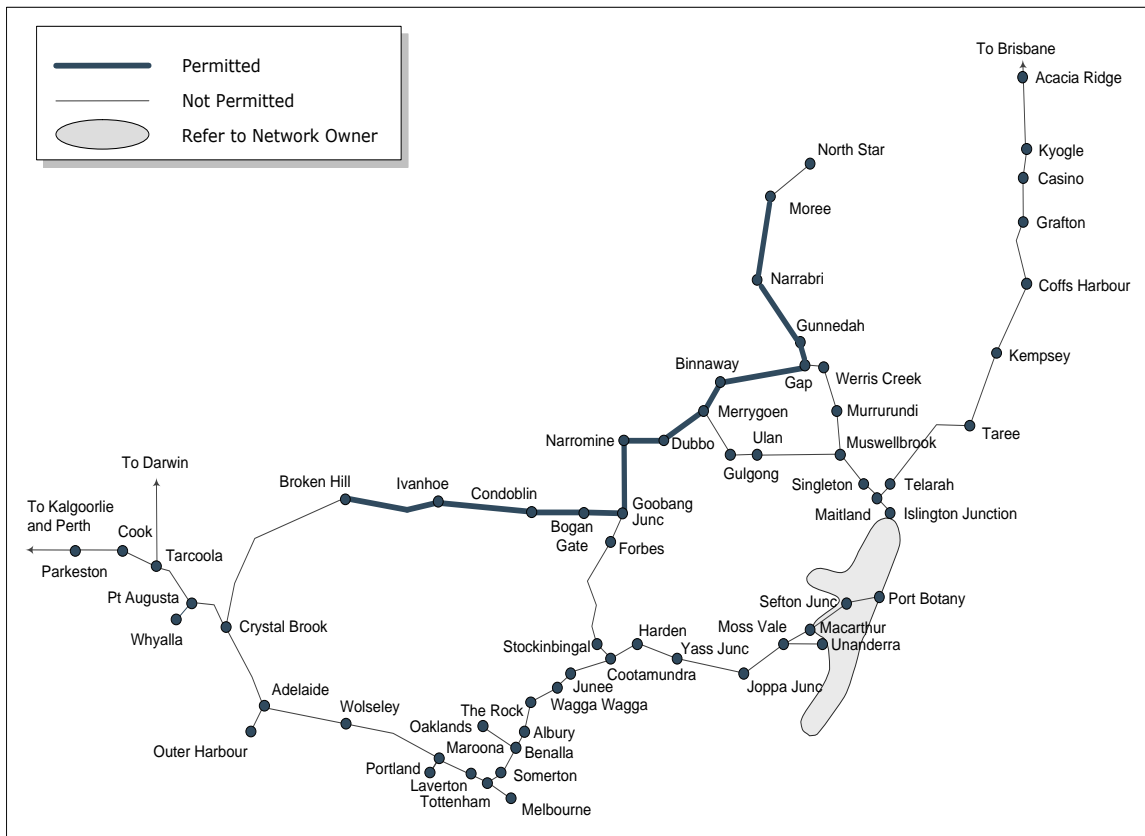 Permitted
Not Permitted
Refer to Network Owner
To Brisbane
Acacia Ridge
Kyogle
Casino
Grafton
Coffs Harbour
Kempsey
Taree
North Star
Moree
Narrabri
Gunnedah
Binnaway
Gap
Werris Creek
Merrygoen
Murrurundi
Narromine
Dubbo
Ulan
Muswellbrook
Gulgong
Singleton
Telarah
Maitland
Islington Junction
To Darwin
Broken Hill
Ivanhoe
Condoblin
Goobang
Junc
Bogan
Gate
Forbes
To Kalgoorlie
and Perth
Cook
Tarcoola
Parkeston
Pt Augusta
Whyalla
Crystal Brook
Sefton Junc
Port Botany
Moss Vale
Macarthur
Unanderra
Harden
Yass Junc
Stockinbingal
Cootamundra
Joppa Junc
Junee
Wagga Wagga
Adelaide
Wolseley
The Rock
Oaklands
Albury
Outer Harbour
Maroona
Benalla
Portland
Somerton
Laverton
Tottenham
Melbourne